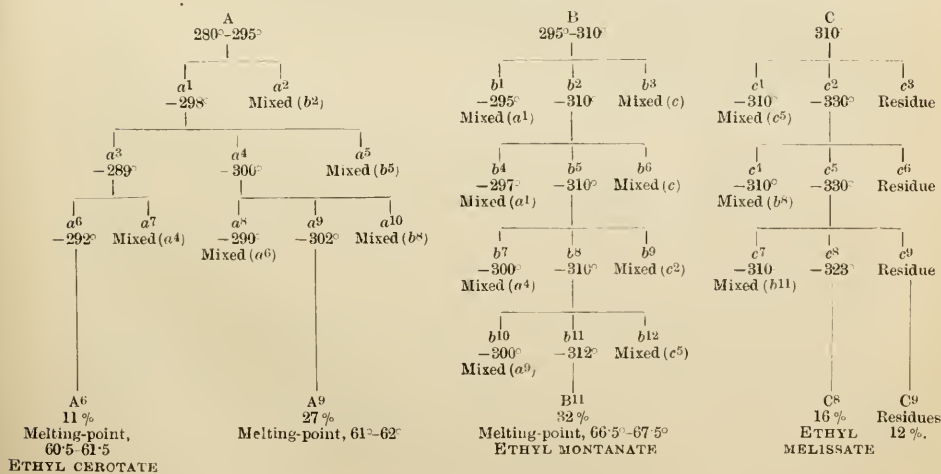 A B C
280°–295° 295°–310° 310°
a1 a2 b1 b2 b3 c1 c2 c3
–298° Mixed (b2) –295° –310° Mixed (c) –310° –330° Residue
Mixed (a1) Mixed (c5)
a3 a4 a5 b4 b5 b6 c4 c5 c6
–289° –300° Mixed (b5) –297° –310° Mixed (c) –310° –330° Residue
Mixed (a1) Mixed (b8)
a6 a7 a8 a9 a10 b7 b8 b9 c7 c8 c9
–292° Mixed (a4) –290° –302° Mixed (b8) –300° –310° Mixed (c2) –310 –323° Residue
Mixed (a6) Mixed (a4) Mixed (b11)
b10 b11 b12
–300° –312° Mixed (c5)
Mixed (a9)
A6 A9 B11 C8 C9
11 % 27 % 32 % 16 % Residues
Melting-point, Melting-point, 61°–62° Melting-point, 66·5°–67·5° ETHYL 12 %.
60·5–61·5 ETHYL MONTANATE MELISSATE
ETHYL CEROTATE